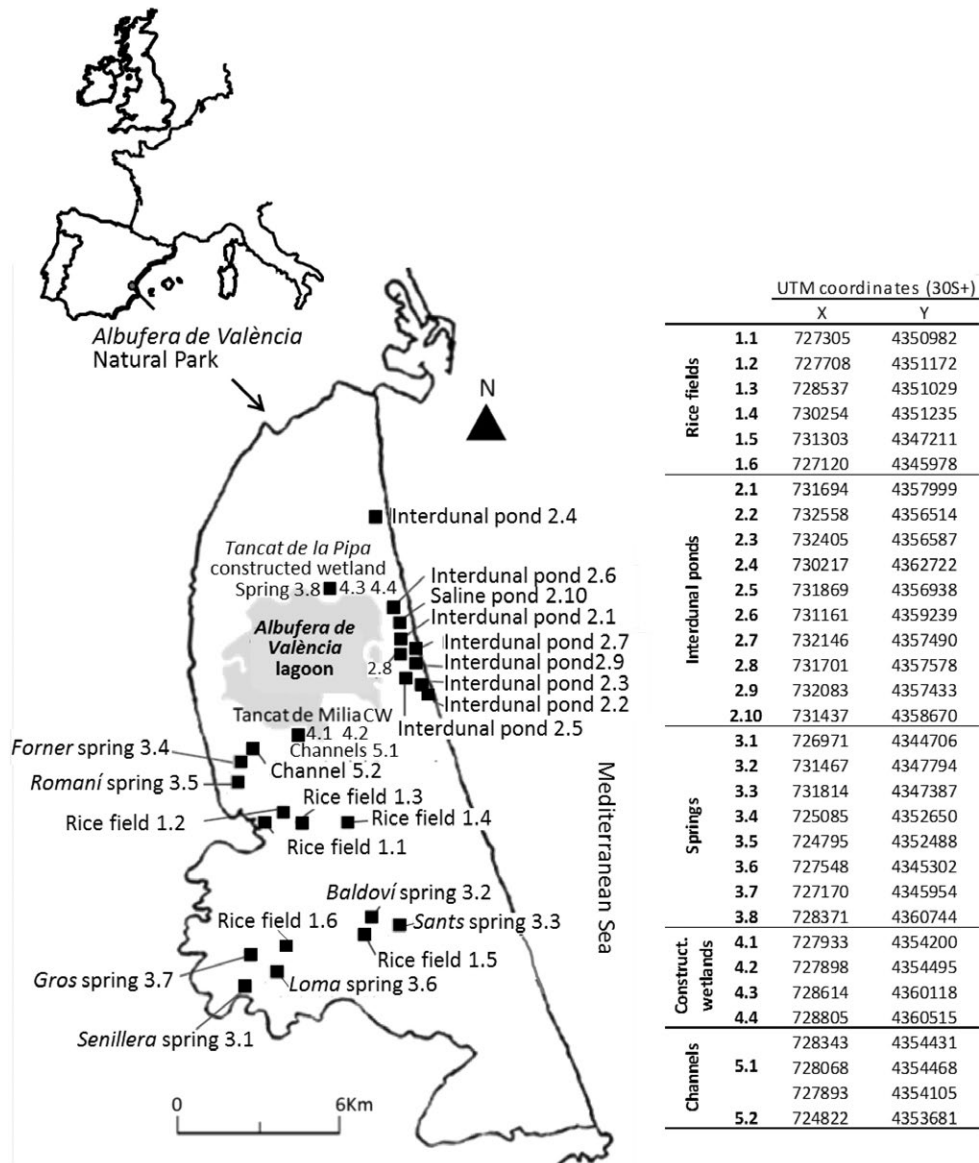 Albufera de València
Natural Park
N
Interdunal pond 2.4
Tancat de la Pipa
constructed wetland
Spring 3.8 4.3 4.4
Interdunal pond 2.6
Saline pond 2.10
Interdunal pond 2.1
Interdunal pond 2.7
Interdunal pond2.9
Interdunal pond 2.3
Interdunal pond 2.2
Interdunal pond 2.5
2.8
Albufera de
València
lagoon
Tancat de Milia CW
4.1 4.2
Channels 5.1
Channel 5.2
Forner spring 3.4
Romaní spring 3.5
Rice field 1.3
Rice field 1.2
Rice field 1.4
Rice field 1.1
Mediterranean Sea
Baldoví spring 3.2
Sants spring 3.3
Rice field 1.6
Rice field 1.5
Gros spring 3.7
Loma spring 3.6
Senillera spring 3.1
0 6Km
UTM coordinates (30S+)
X Y
Rice fields
1.1 727305 4350982
1.2 727708 4351172
1.3 728537 4351029
1.4 730254 4351235
1.5 731303 4347211
1.6 727120 4345978
Interdunal ponds
2.1 731694 4357999
2.2 732558 4356514
2.3 732405 4356587
2.4 730217 4362722
2.5 731869 4356938
2.6 731161 4359239
2.7 732146 4357490
2.8 731701 4357578
2.9 732083 4357433
2.10 731437 4358670
Springs
3.1 726971 4344706
3.2 731467 4347794
3.3 731814 4347387
3.4 725085 4352650
3.5 724795 4352488
3.6 727548 4345302
3.7 727170 4345954
3.8 728371 4360744
Construct.
wetlands
4.1 727933 4354200
4.2 727898 4354495
4.3 728614 4360118
4.4 728805 4360515
Channels
728343 4354431
5.1 728068 4354468
727893 4354105
5.2 724822 4353681